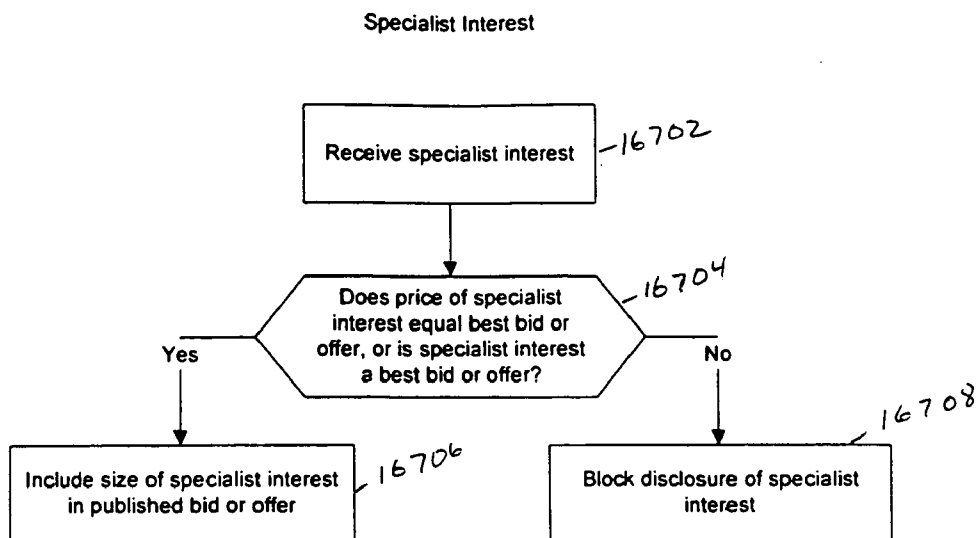 Specialist Interest
Receive specialist interest
16702
Does price of specialist
interest equal best bid or
offer, or is specialist interest
a best bid or offer?
16704
Yes
No
Include size of specialist interest
in published bid or offer
16706
Block disclosure of specialist
interest
16708